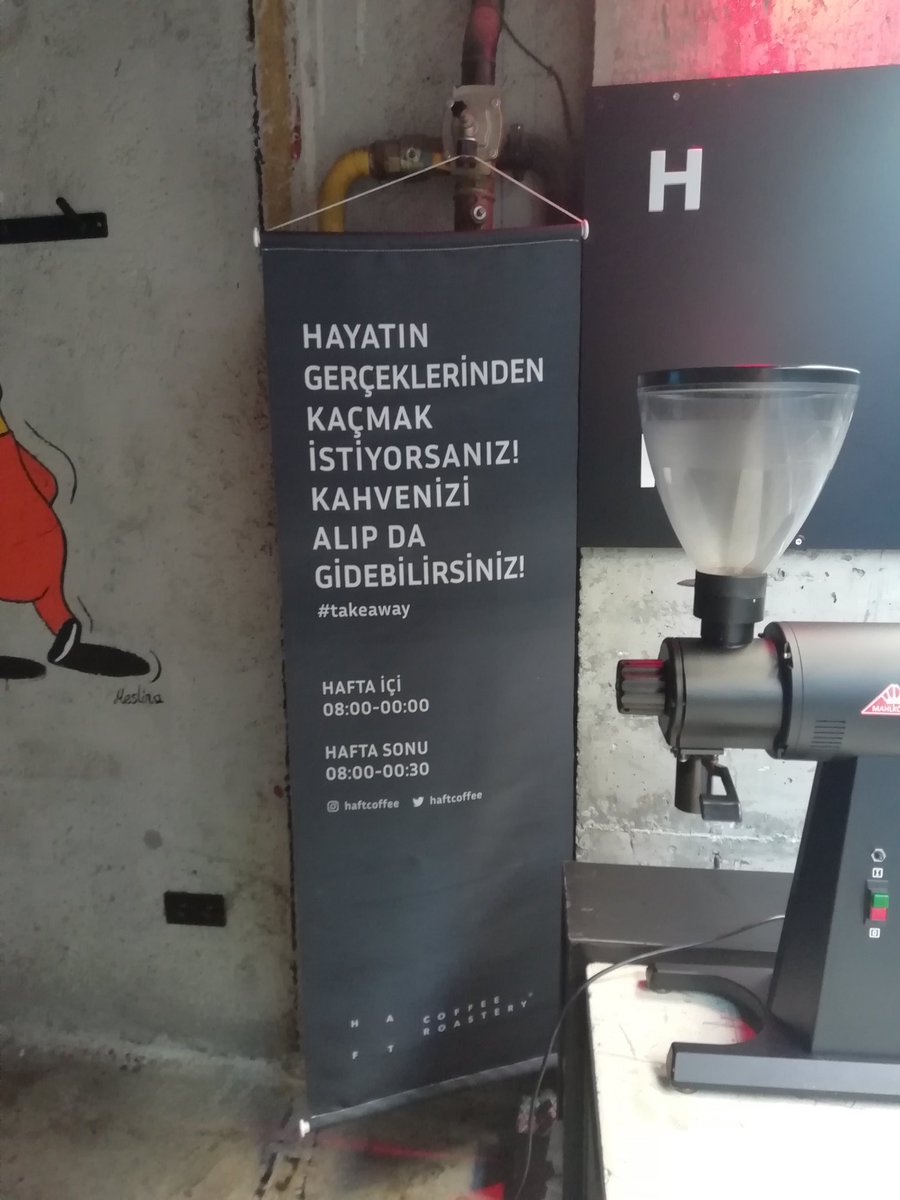 H
HAYATIN
GERÇEKLERİNDEN
KAÇMAK
İSTİYORSANIZ!
KAHVENİZİ
ALIP DA
GİDEBİLİRSİNİZ!
#takeaway
HAFTA İÇİ
08:00-00:00
HAFTA SONU
08:00-00:30
haftcoffee haftcoffee
H A COFFEE
ROASTERY
F T
Meslina